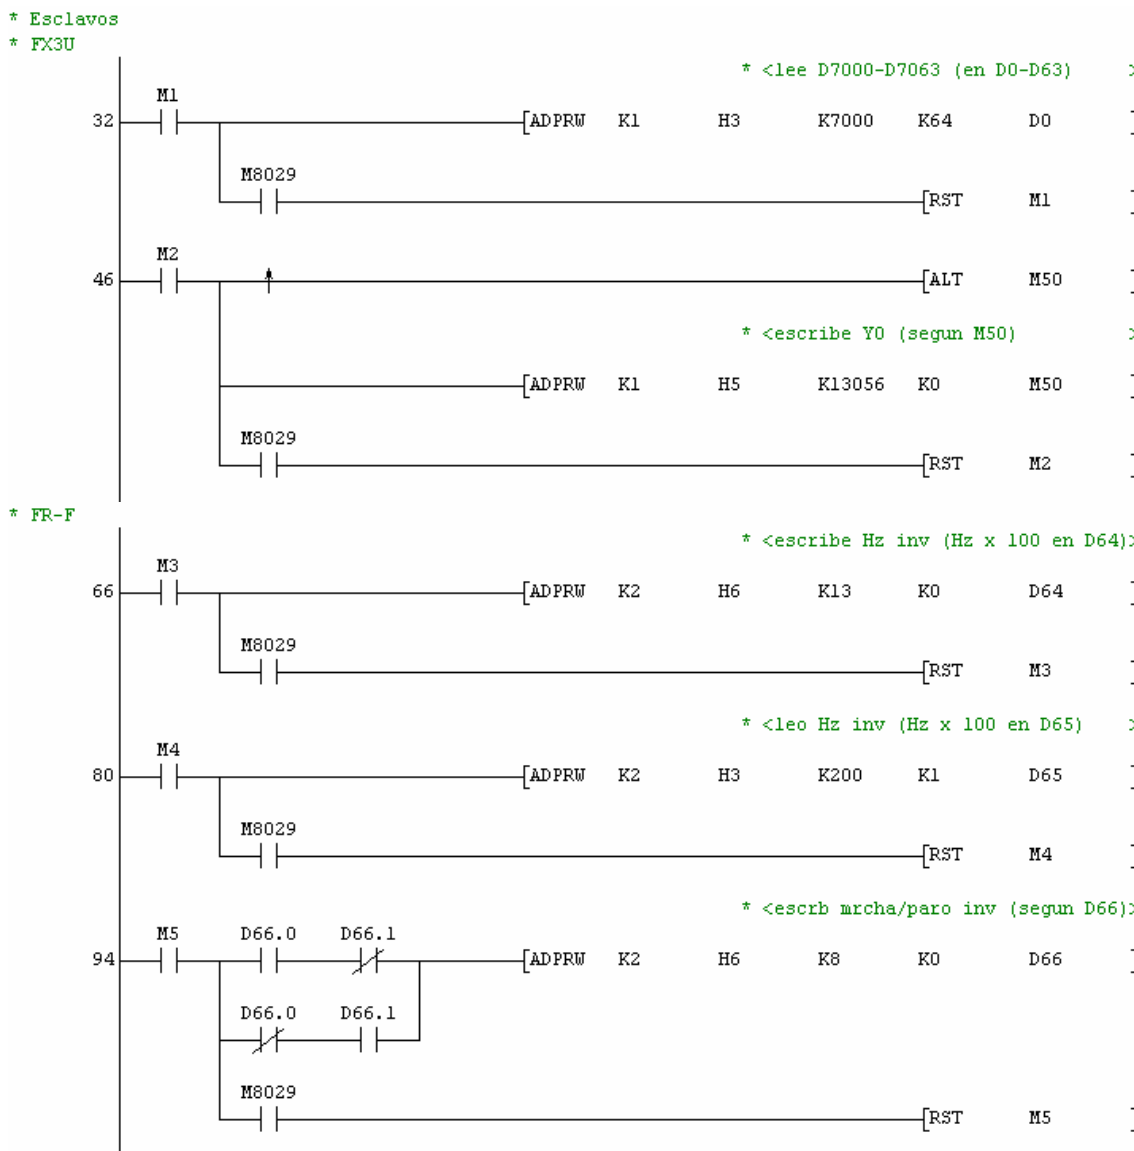 * Esclavos
* FX3U
* <lee D7000-D7063 (en D0-D63) >
M1
32 [ADPRW K1 H3 K7000 K64 D0 ]
M8029
[RST M1 ]
M2
46 [ALT M50 ]
* <escribe Y0 (segun M50) >
[ADPRW K1 H5 K13056 K0 M50 ]
M8029
[RST M2 ]
* FR-F
* <escribe Hz inv (Hz x 100 en D64)>
M3
66 [ADPRW K2 H6 K13 K0 D64 ]
M8029
[RST M3 ]
* <leo Hz inv (Hz x 100 en D65) >
M4
80 [ADPRW K2 H3 K200 K1 D65 ]
M8029
[RST M4 ]
* <escrb mrcha/paro inv (segun D66)>
M5 D66.0 D66.1
94 [ADPRW K2 H6 K8 K0 D66 ]
D66.0 D66.1
M8029
[RST M5 ]